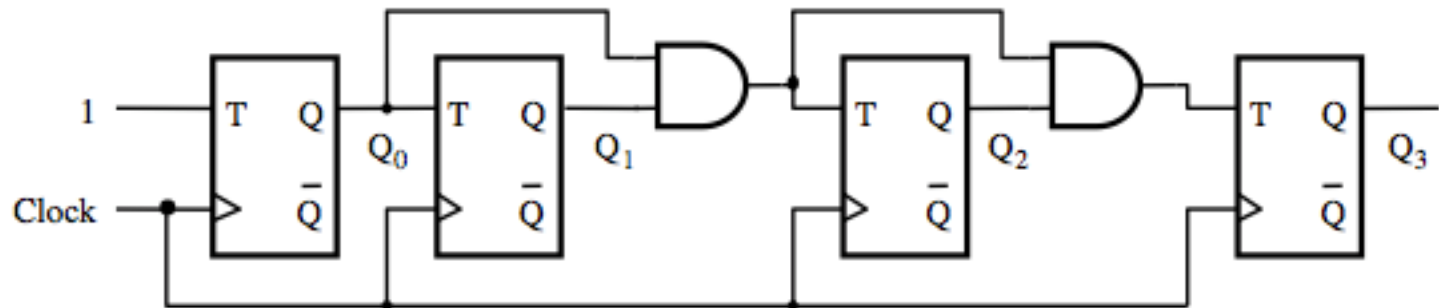 1 T Q T Q T Q T Q
Q₀ Q₁ Q₂ Q₃
Clock Q̅ Q̅ Q̅ Q̅